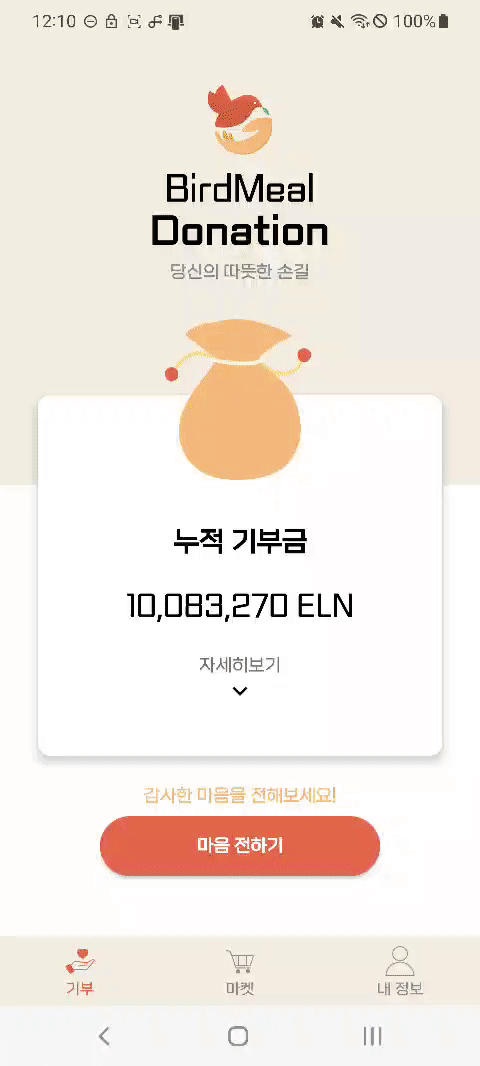 12:10 100%
BirdMeal
Donation
당신의 따뜻한 손길
누적 기부금
10,083,270 ELN
자세히보기
감사한 마음을 전해보세요!
마음 전하기
기부 마켓 내 정보